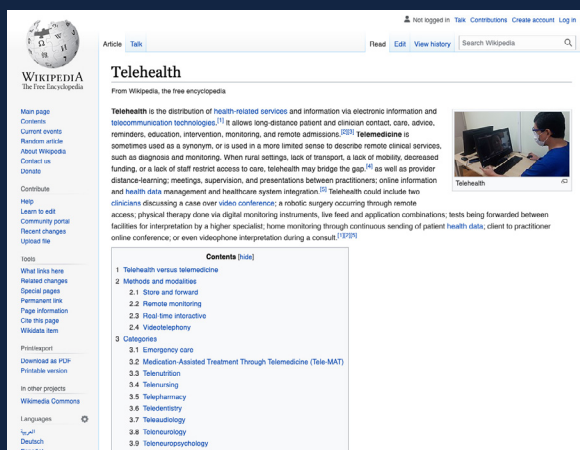 Not logged in Talk Contributions Create account Log in
Article Talk
Read Edit View history Search Wikipedia
WIKIPEDIA
The Free Encyclopedia
Main page
Contents
Current events
Random article
About Wikipedia
Contact us
Donate
Contribute
Help
Learn to edit
Community portal
Recent changes
Upload file
Tools
What links here
Related changes
Special pages
Permanent link
Page information
Cite this page
Wikidata item
Print/export
Download as PDF
Printable version
In other projects
Wikimedia Commons
Languages
العربية
Deutsch
Telehealth
From Wikipedia, the free encyclopedia
Telehealth is the distribution of health-related services and information via electronic information and
telecommunication technologies.[1] It allows long-distance patient and clinician contact, care, advice,
reminders, education, intervention, monitoring, and remote admissions.[2][3] Telemedicine is
sometimes used as a synonym, or is used in a more limited sense to describe remote clinical services,
such as diagnosis and monitoring. When rural settings, lack of transport, a lack of mobility, decreased
funding, or a lack of staff restrict access to care, telehealth may bridge the gap,[4] as well as provider
distance-learning; meetings, supervision, and presentations between practitioners; online information
and health data management and healthcare system integration.[5] Telehealth could include two
clinicians discussing a case over video conference; a robotic surgery occurring through remote
access; physical therapy done via digital monitoring instruments, live feed and application combinations; tests being forwarded between
facilities for interpretation by a higher specialist; home monitoring through continuous sending of patient health data; client to practitioner
online conference; or even videophone interpretation during a consult.[1][2][5]
Telehealth
Contents [hide]
1 Telehealth versus telemedicine
2 Methods and modalities
2.1 Store and forward
2.2 Remote monitoring
2.3 Real-time interactive
2.4 Videotelephony
3 Categories
3.1 Emergency care
3.2 Medication-Assisted Treatment Through Telemedicine (Tele-MAT)
3.3 Telenutrition
3.4 Telenursing
3.5 Telepharmacy
3.6 Teledentistry
3.7 Teleaudiology
3.8 Teleneurology
3.9 Teleneuropsychology